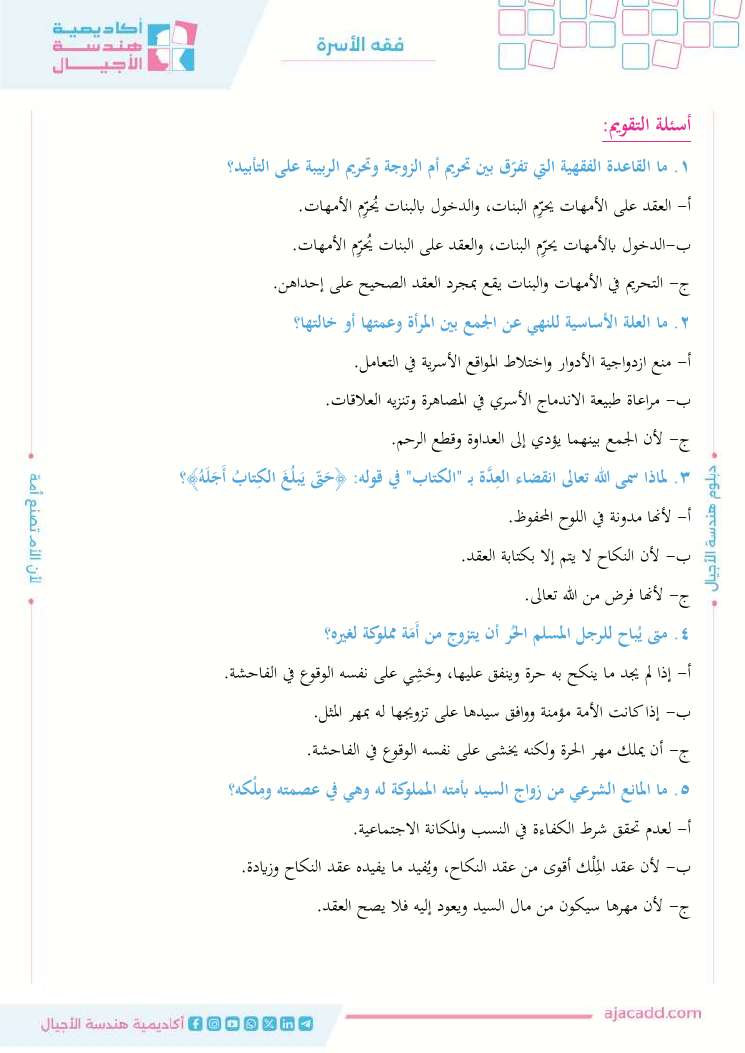 أكاديمية
هندسة
الأجيال
فقه الأسرة
أسئلة التقويم:
١. ما القاعدة الفقهية التي تفرّق بين تحريم أم الزوجة وتحريم الربيبة على التأبيد؟
أ- العقد على الأمهات يحرّم البنات، والدخول بالبنات يُحرِّم الأمهات.
ب-الدخول بالأمهات يحرّم البنات، والعقد على البنات يُحرِّم الأمهات.
ج- التحريم في الأمهات والبنات يقع بمجرد العقد الصحيح على إحداهن.
٢. ما العلة الأساسية للنهي عن الجمع بين المرأة وعمتها أو خالتها؟
أ- منع ازدواجية الأدوار واختلاط المواقع الأسرية في التعامل.
ب- مراعاة طبيعة الاندماج الأسري في المصاهرة وتنزيه العلاقات.
ج- لأن الجمع بينهما يؤدي إلى العداوة وقطع الرحم.
٣. لماذا سمى الله تعالى انقضاء العِدَّة بـ "الكتاب" في قوله: ﴿حَتّى يَبلُغَ الكِتابُ أَجَلَهُ﴾؟
أ- لأنها مدونة في اللوح المحفوظ.
ب- لأن النكاح لا يتم إلا بكتابة العقد.
ج- لأنها فرض من الله تعالى.
٤. متى يُباح للرجل المسلم الحُر أن يتزوج من أَمَة مملوكة لغيره؟
أ- إذا لم يجد ما ينكح به حرة وينفق عليها، وخَشِي على نفسه الوقوع في الفاحشة.
ب- إذا كانت الأمة مؤمنة ووافق سيدها على تزويجها له بمهر المثل.
ج- أن يملك مهر الحرة ولكنه يخشى على نفسه الوقوع في الفاحشة.
٥. ما المانع الشرعي من زواج السيد بأمته المملوكة له وهي في عصمته ومِلْكه؟
أ- لعدم تحقق شرط الكفاءة في النسب والمكانة الاجتماعية.
ب- لأن عقد المِلْك أقوى من عقد النكاح، ويُفيد ما يفيده عقد النكاح وزيادة.
ج- لأن مهرها سيكون من مال السيد ويعود إليه فلا يصح العقد.
دبلوم هندسة الأجيال
لأن الأم تصنع أمة
أكاديمية هندسة الأجيال
ajacadd.com